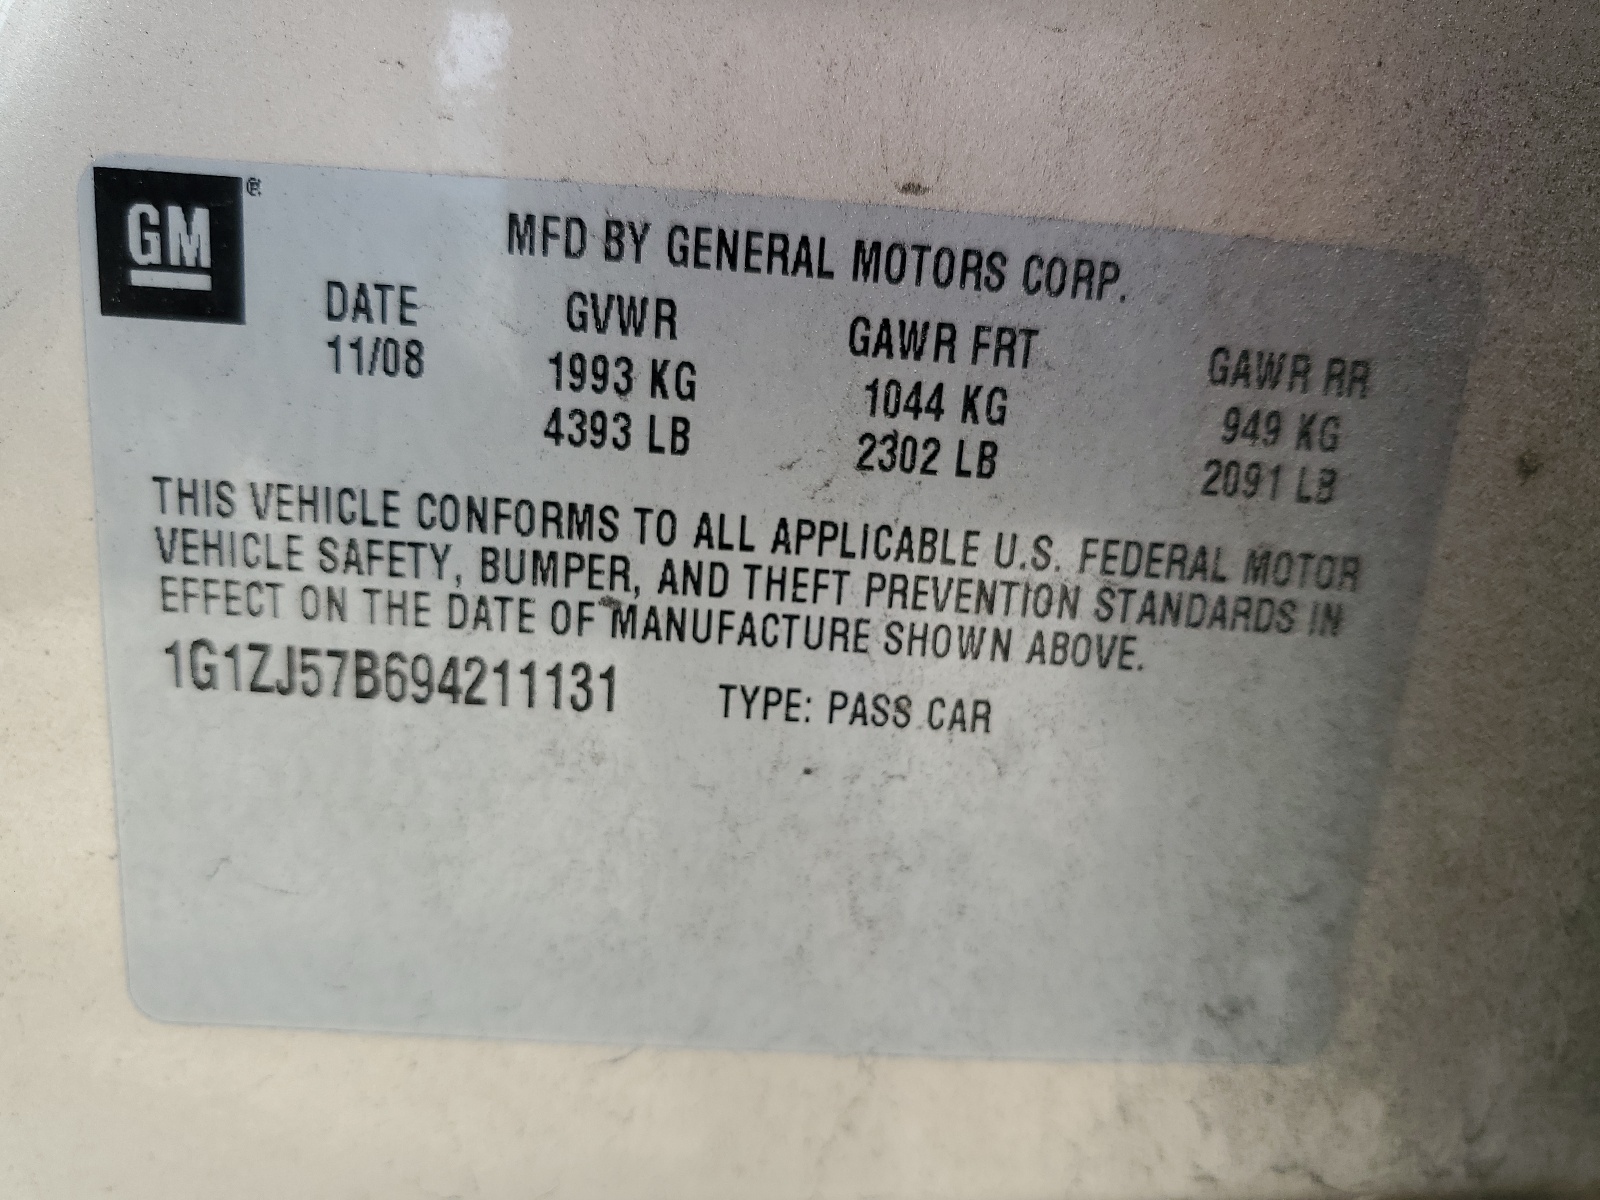 GM®
MFD BY GENERAL MOTORS CORP.
DATE GVWR GAWR FRT GAWR RR
11/08 1993 KG 1044 KG 949 KG
4393 LB 2302 LB 2091 LB
THIS VEHICLE CONFORMS TO ALL APPLICABLE U.S. FEDERAL MOTOR
VEHICLE SAFETY, BUMPER, AND THEFT PREVENTION STANDARDS IN
EFFECT ON THE DATE OF MANUFACTURE SHOWN ABOVE.
1G1ZJ57B694211131 TYPE: PASS CAR